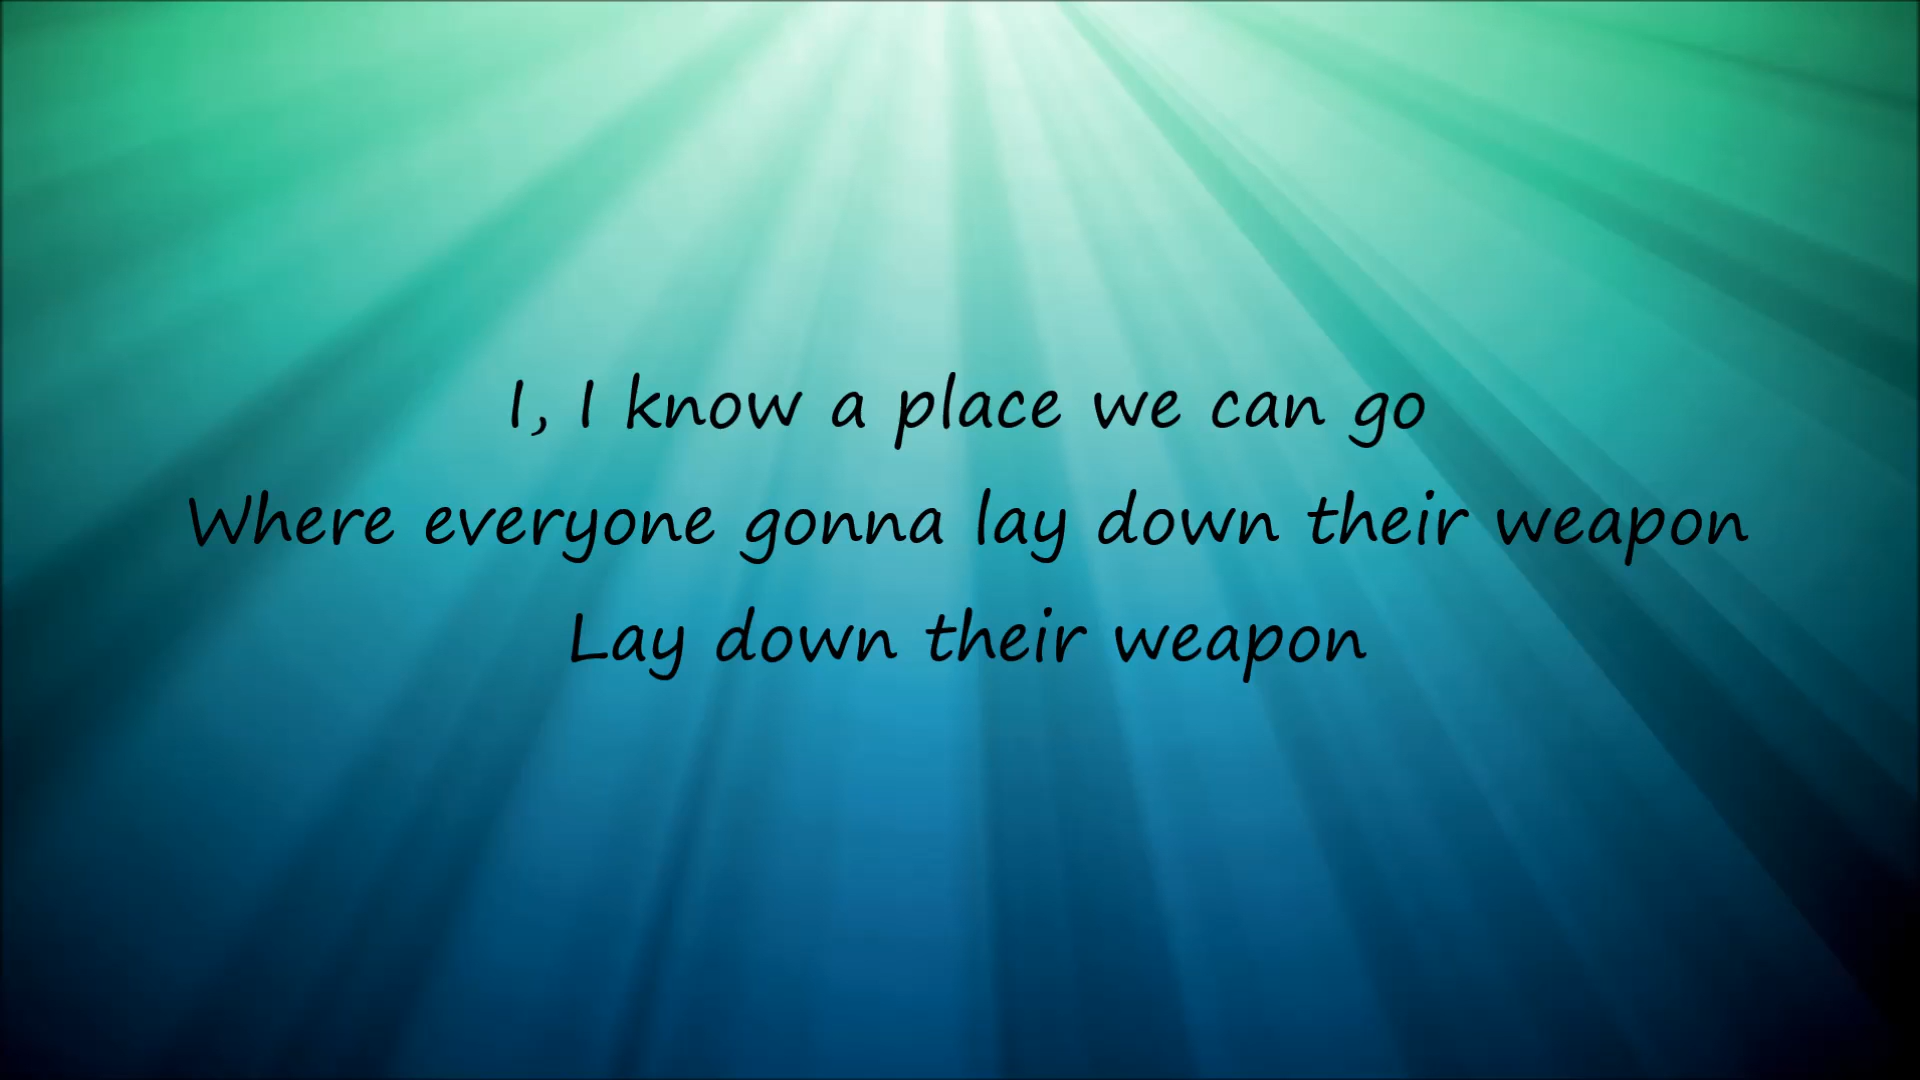 I, I know a place we can go
Where everyone gonna lay down their weapon
Lay down their weapon